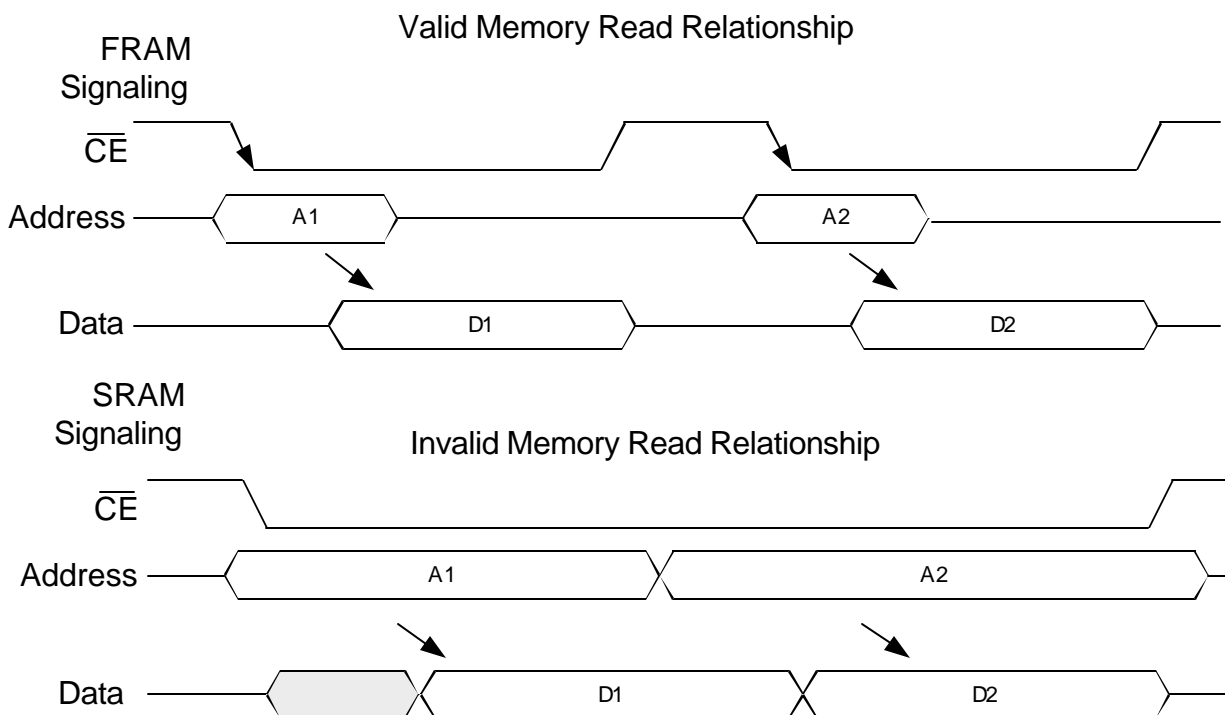 Valid Memory Read Relationship
FRAM
Signaling
CE
Address
A1
A2
Data
D1
D2
SRAM
Signaling
Invalid Memory Read Relationship
CE
Address
A1
A2
Data
D1
D2